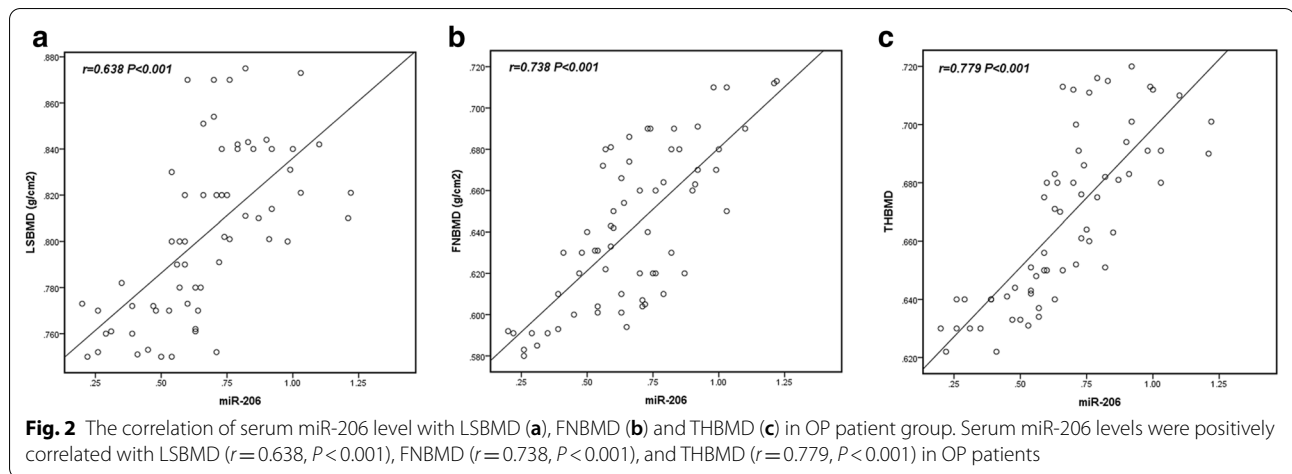 a
b
c
r=0.638 P<0.001
r=0.738 P<0.001
r=0.779 P<0.001
.880
.860
.840
.820
.800
.780
.760
LSBMD (g/cm2)
.25
.50
.75
1.00
1.25
miR-206
.720
.700
.680
.660
.640
.620
.600
.580
FNBMD (g/cm2)
.25
.50
.75
1.00
1.25
miR-206
.720
.700
.680
.660
.640
.620
THBMD
.25
.50
.75
1.00
1.25
miR-206
Fig. 2 The correlation of serum miR-206 level with LSBMD (a), FNBMD (b) and THBMD (c) in OP patient group. Serum miR-206 levels were positively
correlated with LSBMD (r = 0.638, P < 0.001), FNBMD (r = 0.738, P < 0.001), and THBMD (r = 0.779, P < 0.001) in OP patients